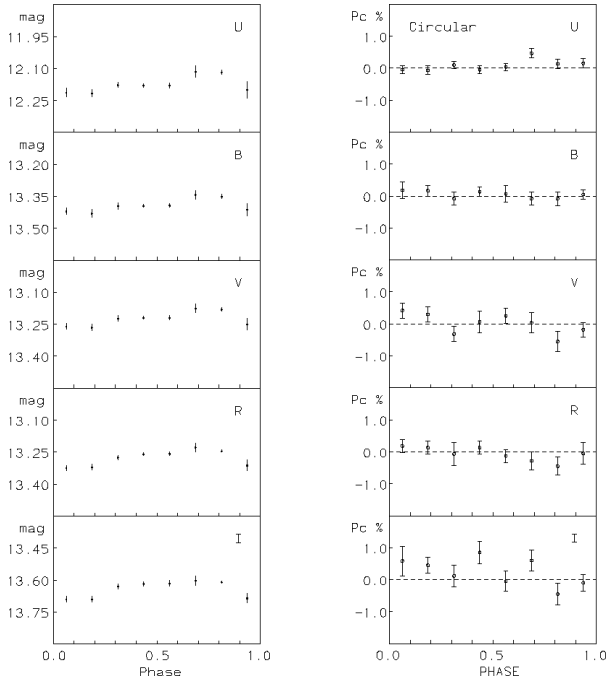 mag
U
11.95
12.10
12.25
mag
B
13.20
13.35
13.50
mag
V
13.10
13.25
13.40
mag
R
13.10
13.25
13.40
mag
I
13.45
13.60
13.75
0.0 0.5 1.0
Phase
Pc %
Circular U
1.0
0.0
-1.0
Pc %
B
1.0
0.0
-1.0
Pc %
V
1.0
0.0
-1.0
Pc %
R
1.0
0.0
-1.0
Pc %
I
1.0
0.0
-1.0
0.0 0.5 1.0
PHASE